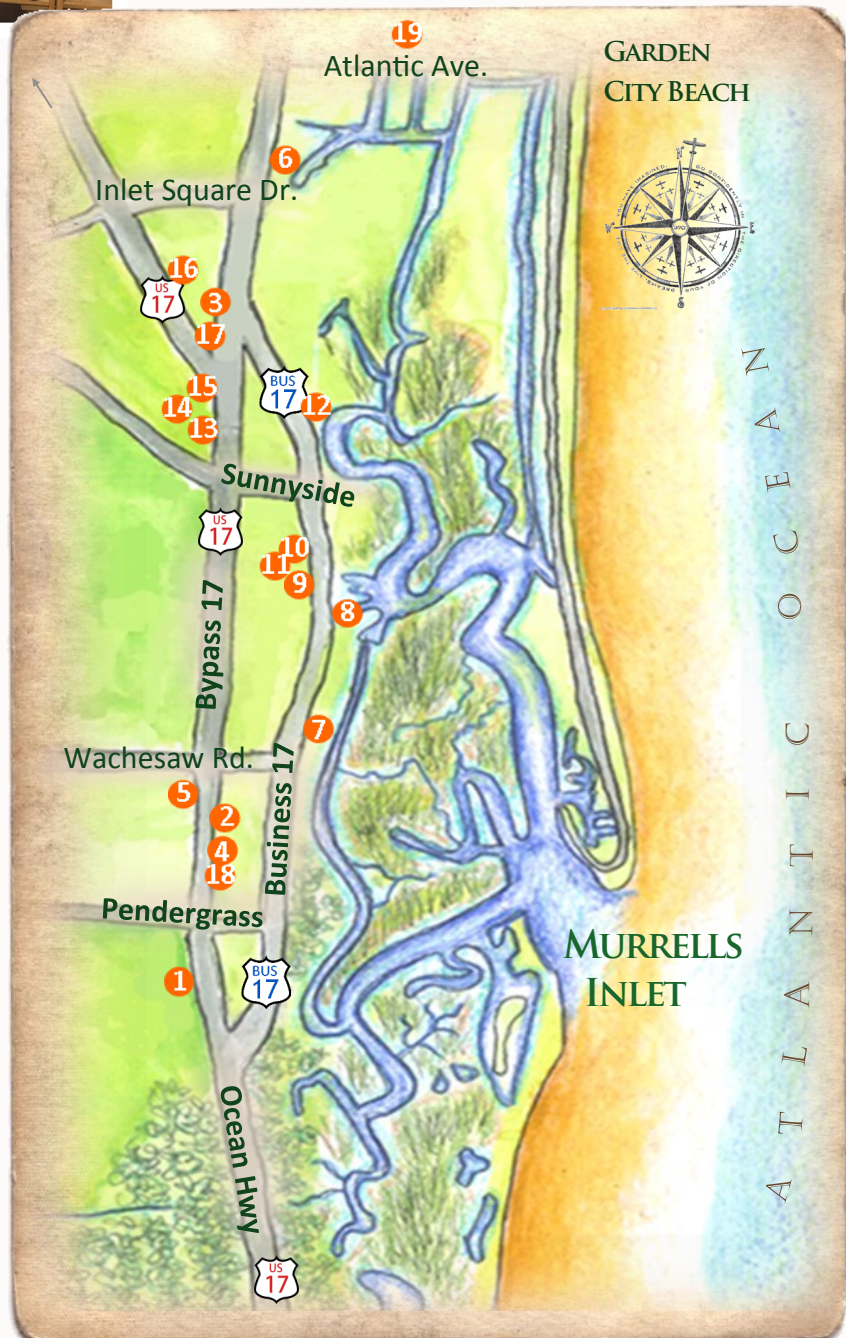 19
Atlantic Ave.
GARDEN
CITY BEACH
6
Inlet Square Dr.
16
US
17
3
17
15
BUS
17
12
14
13
Sunnyside
US
17
10
11
9
8
Bypass 17
7
Wachesaw Rd.
5
2
4
18
Business 17
Pendergrass
MURRELLS
INLET
1
BUS
17
Ocean Hwy
US
17
ATLANTIC OCEAN